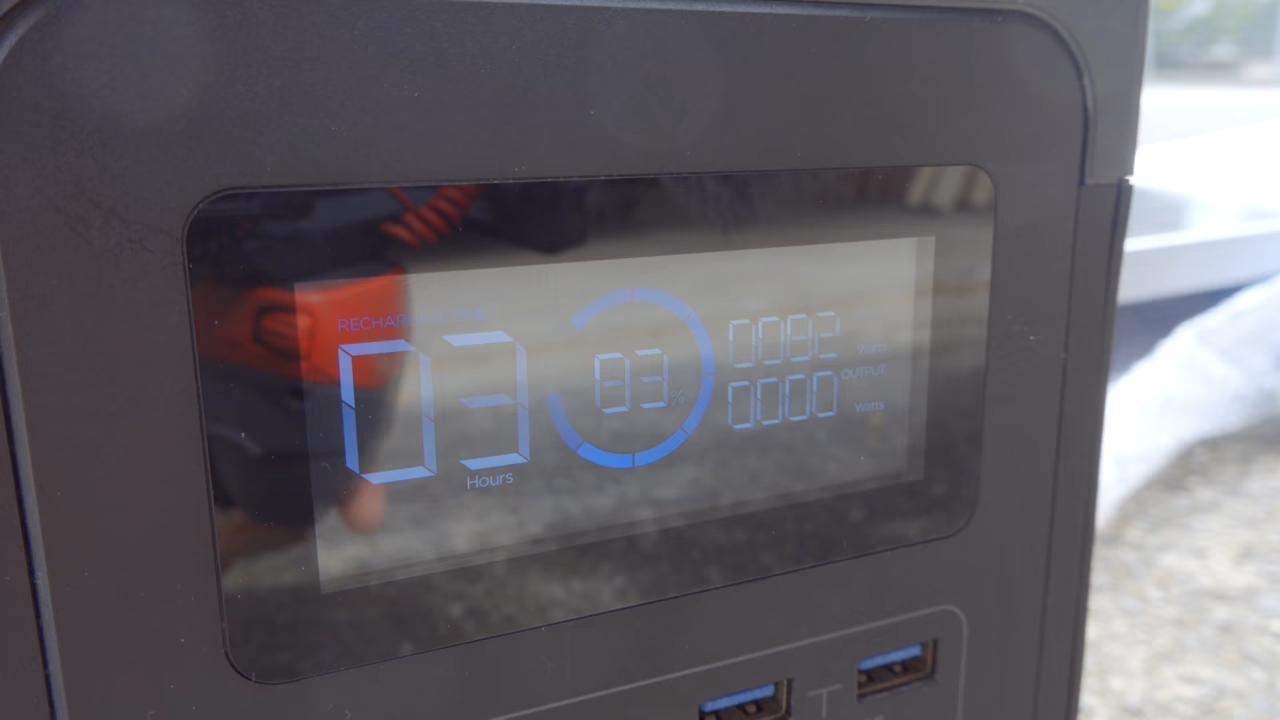 RECHARGE TIME
03
Hours
83%
0082
Watts
OUTPUT
0000
Watts